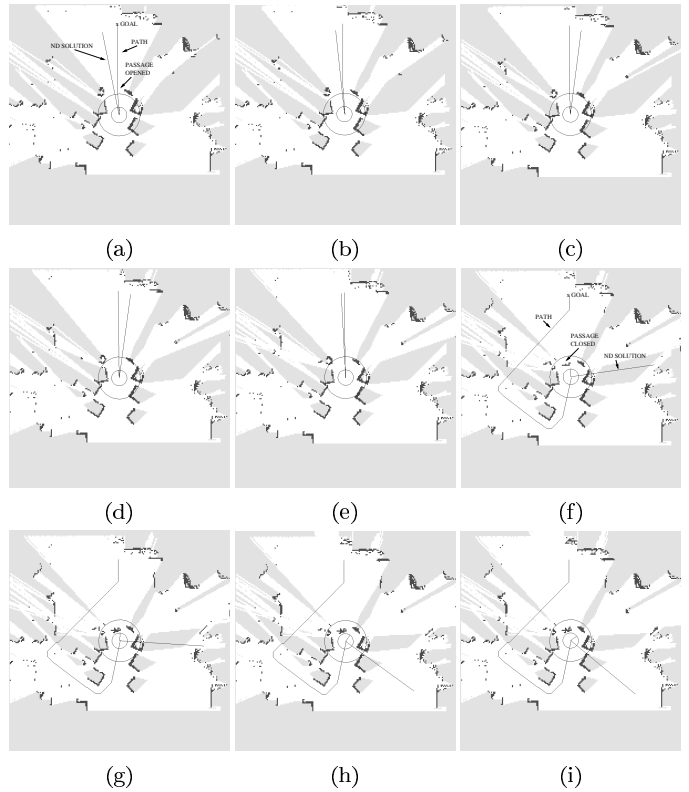 x GOAL
ND SOLUTION
PATH
PASSAGE
OPENED
(a) (b) (c)
x GOAL
PATH
PASSAGE
CLOSED
ND SOLUTION
(d) (e) (f)
(g) (h) (i)